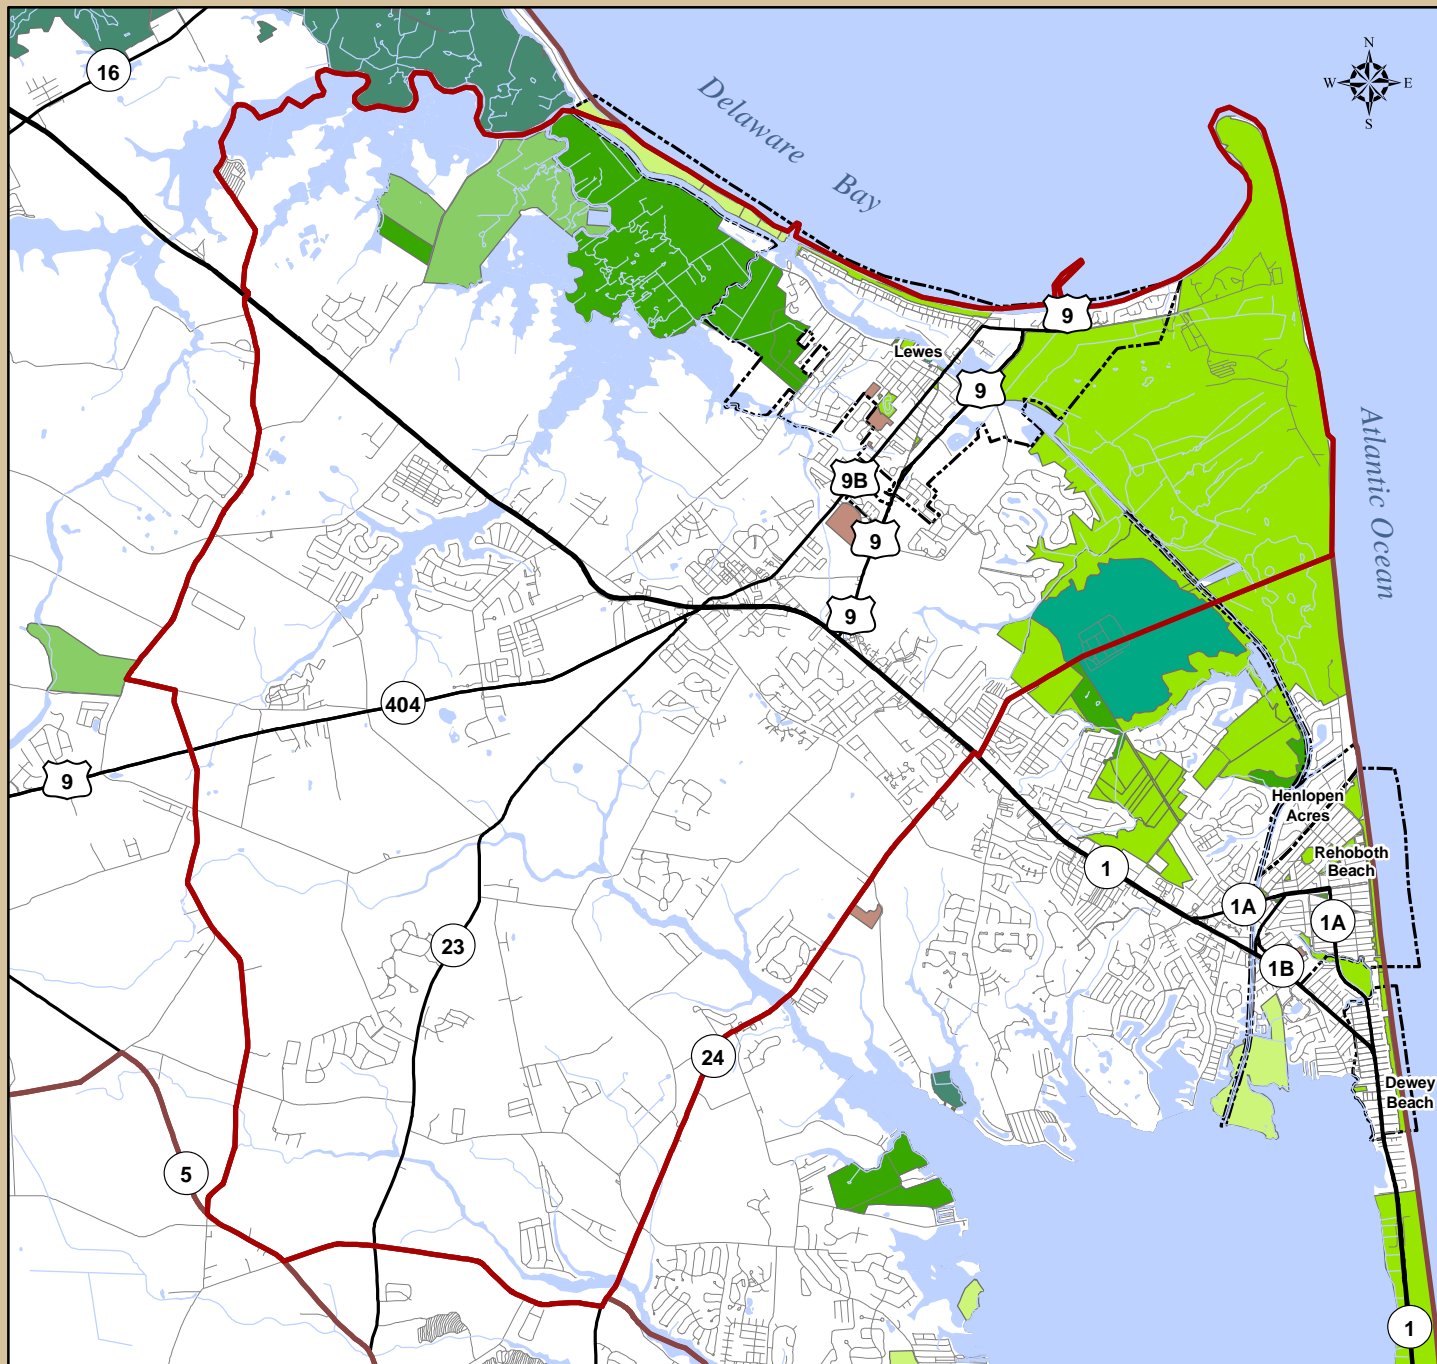 N
W E
S
16
Delaware
Bay
9
Lewes
9
Atlantic Ocean
9B
9
9
404
9
Henlopen
Acres
Rehoboth
Beach
1
1A
1A
23
1B
24
Dewey
Beach
5
1